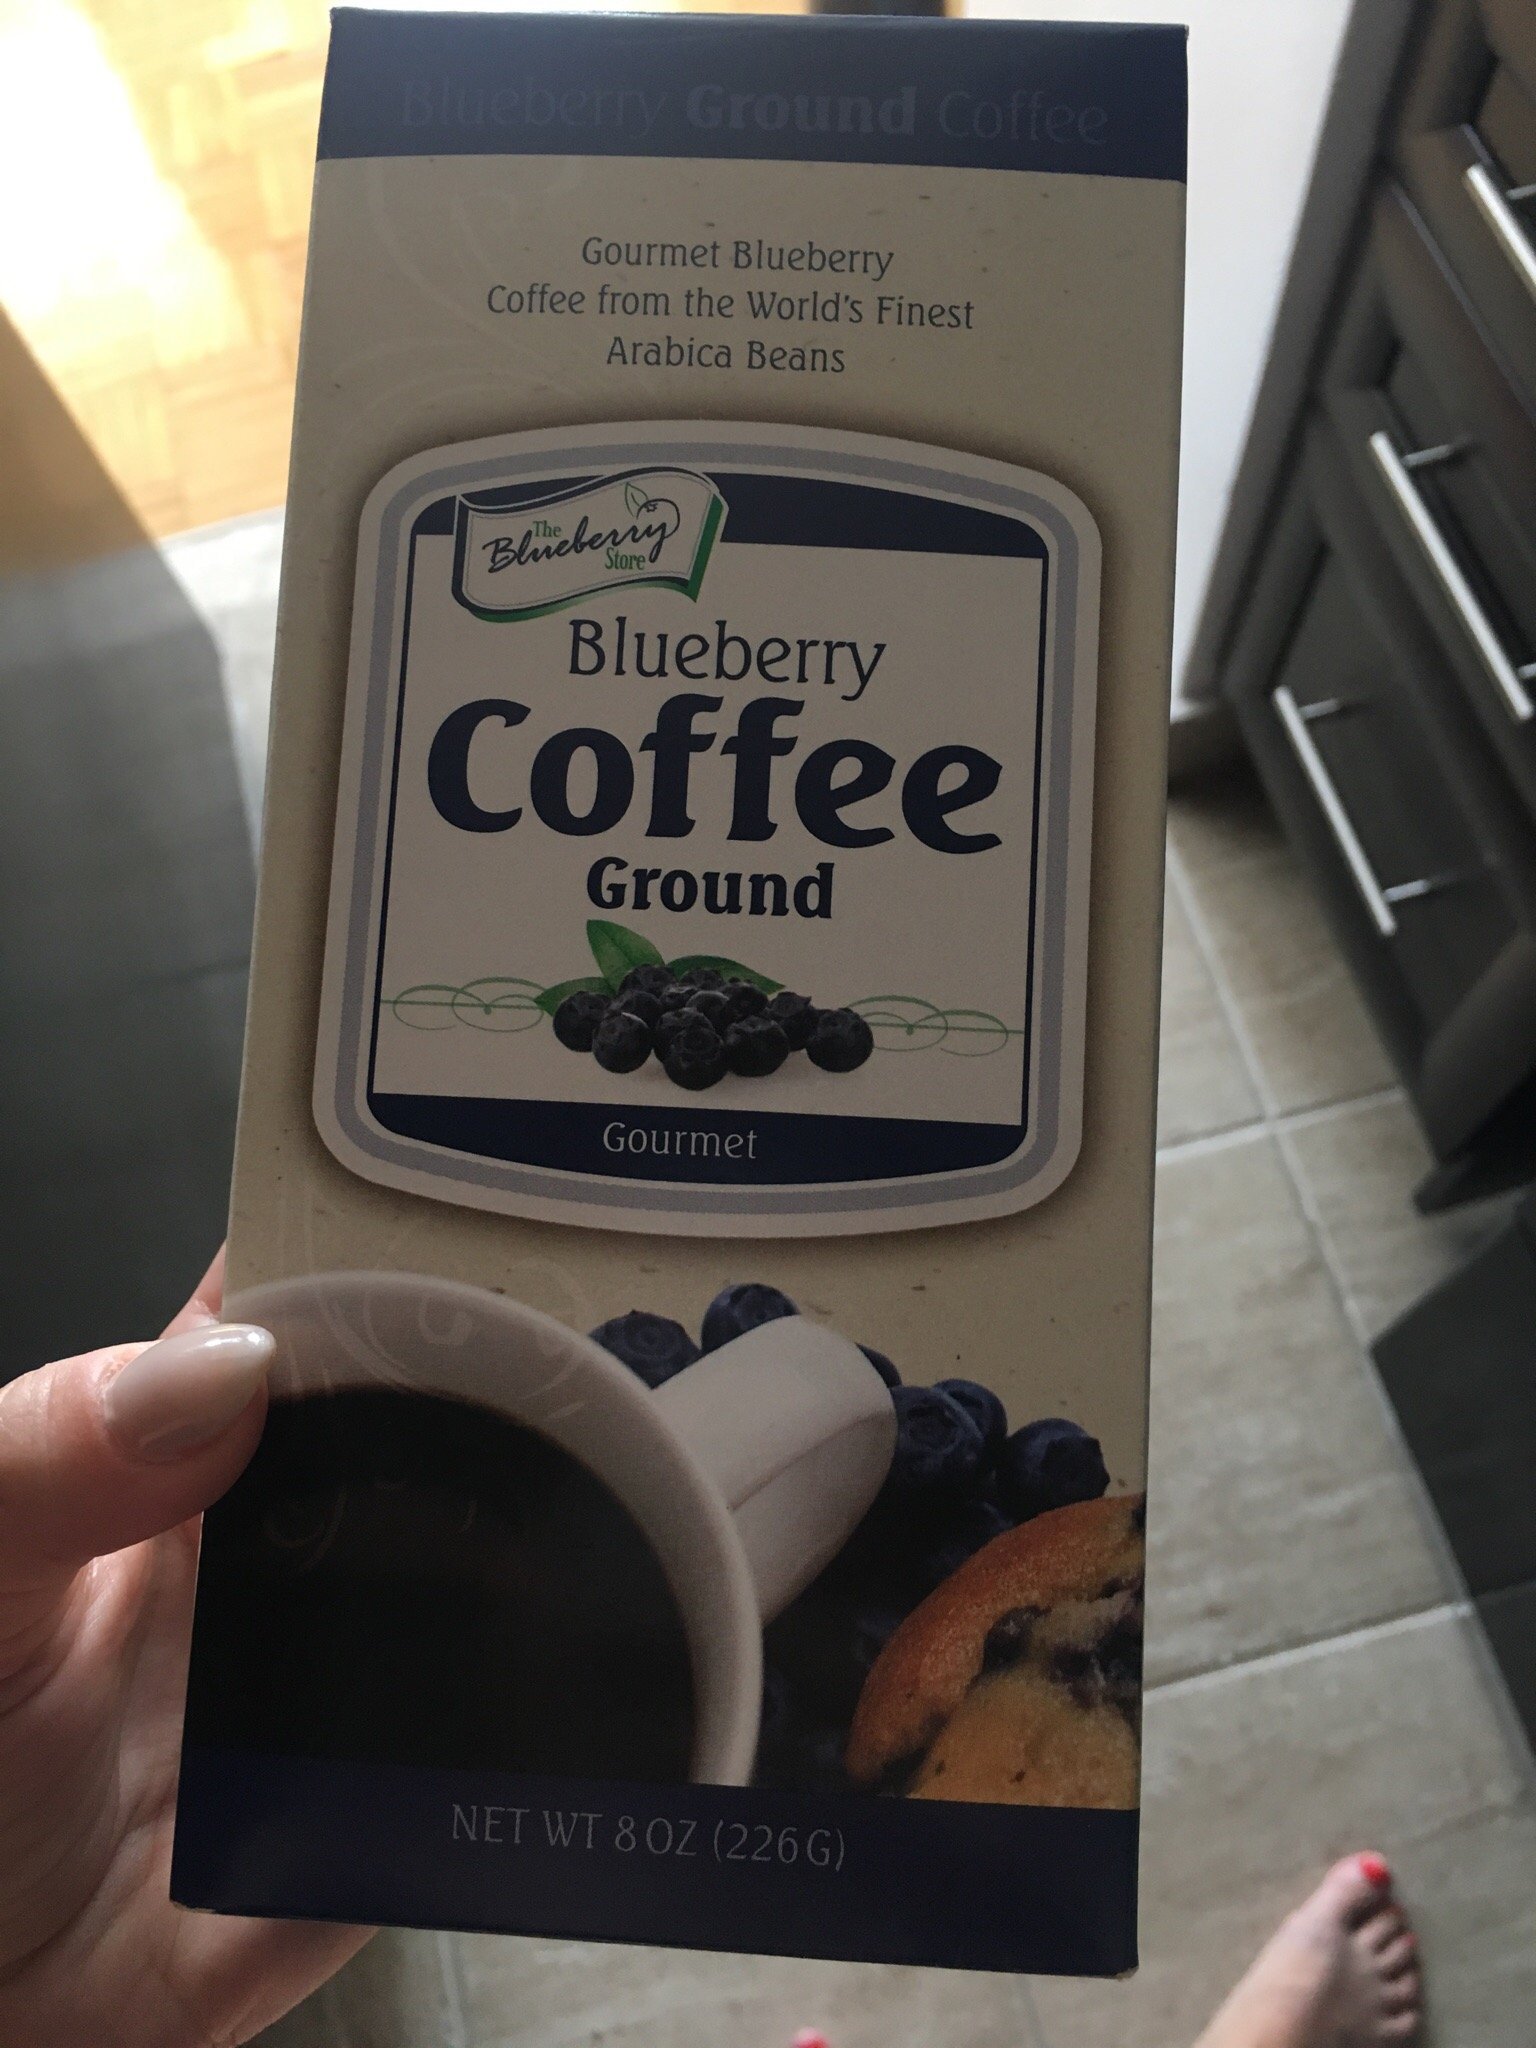 Blueberry Ground Coffee
Gourmet Blueberry
Coffee from the World's Finest
Arabica Beans
The
Blueberry
Store
Blueberry
Coffee
Ground
Gourmet
NET WT 8 OZ (226 G)